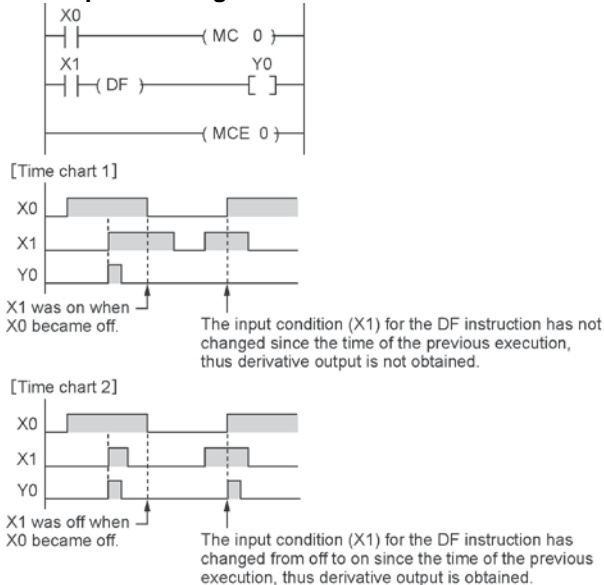 X0
( MC 0 )
X1
Y0
( DF )
[ ]
( MCE 0 )
[Time chart 1]
X0
X1
Y0
X1 was on when
X0 became off.
The input condition (X1) for the DF instruction has not
changed since the time of the previous execution,
thus derivative output is not obtained.
[Time chart 2]
X0
X1
Y0
X1 was off when
X0 became off.
The input condition (X1) for the DF instruction has
changed from off to on since the time of the previous
execution, thus derivative output is obtained.